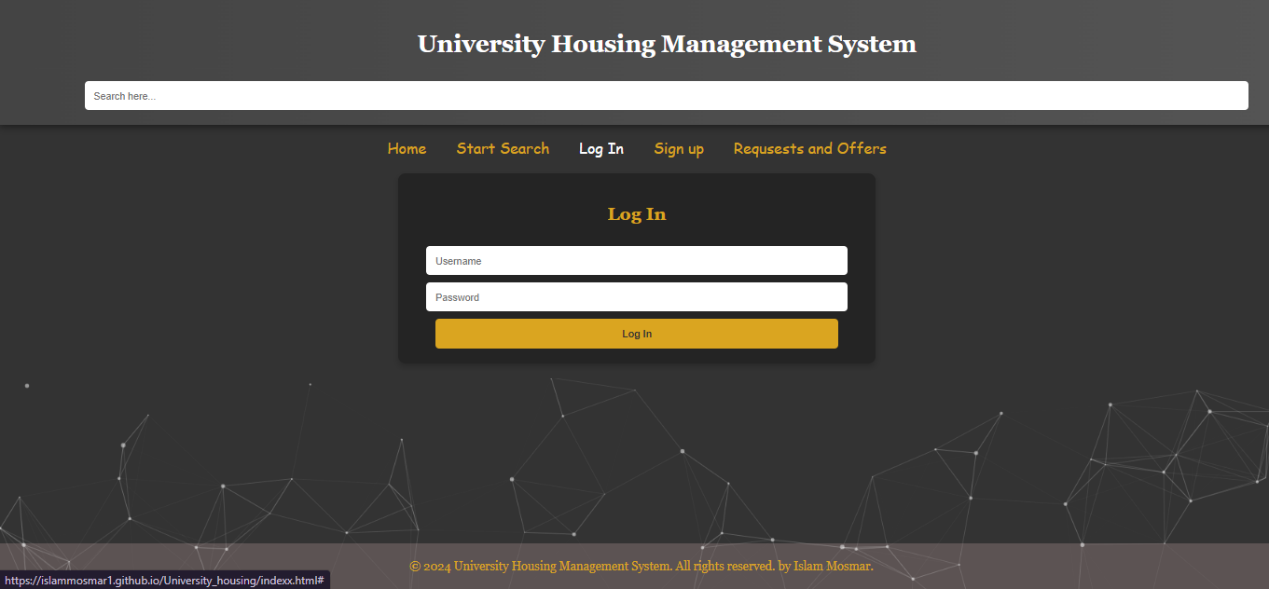 University Housing Management System
Search here...
Home Start Search Log In Sign up Requsests and Offers
Log In
Username
Password
Log In
© 2024 University Housing Management System. All rights reserved. by Islam Mosmar.
https://islammosmar1.github.io/University_housing/indexx.html#